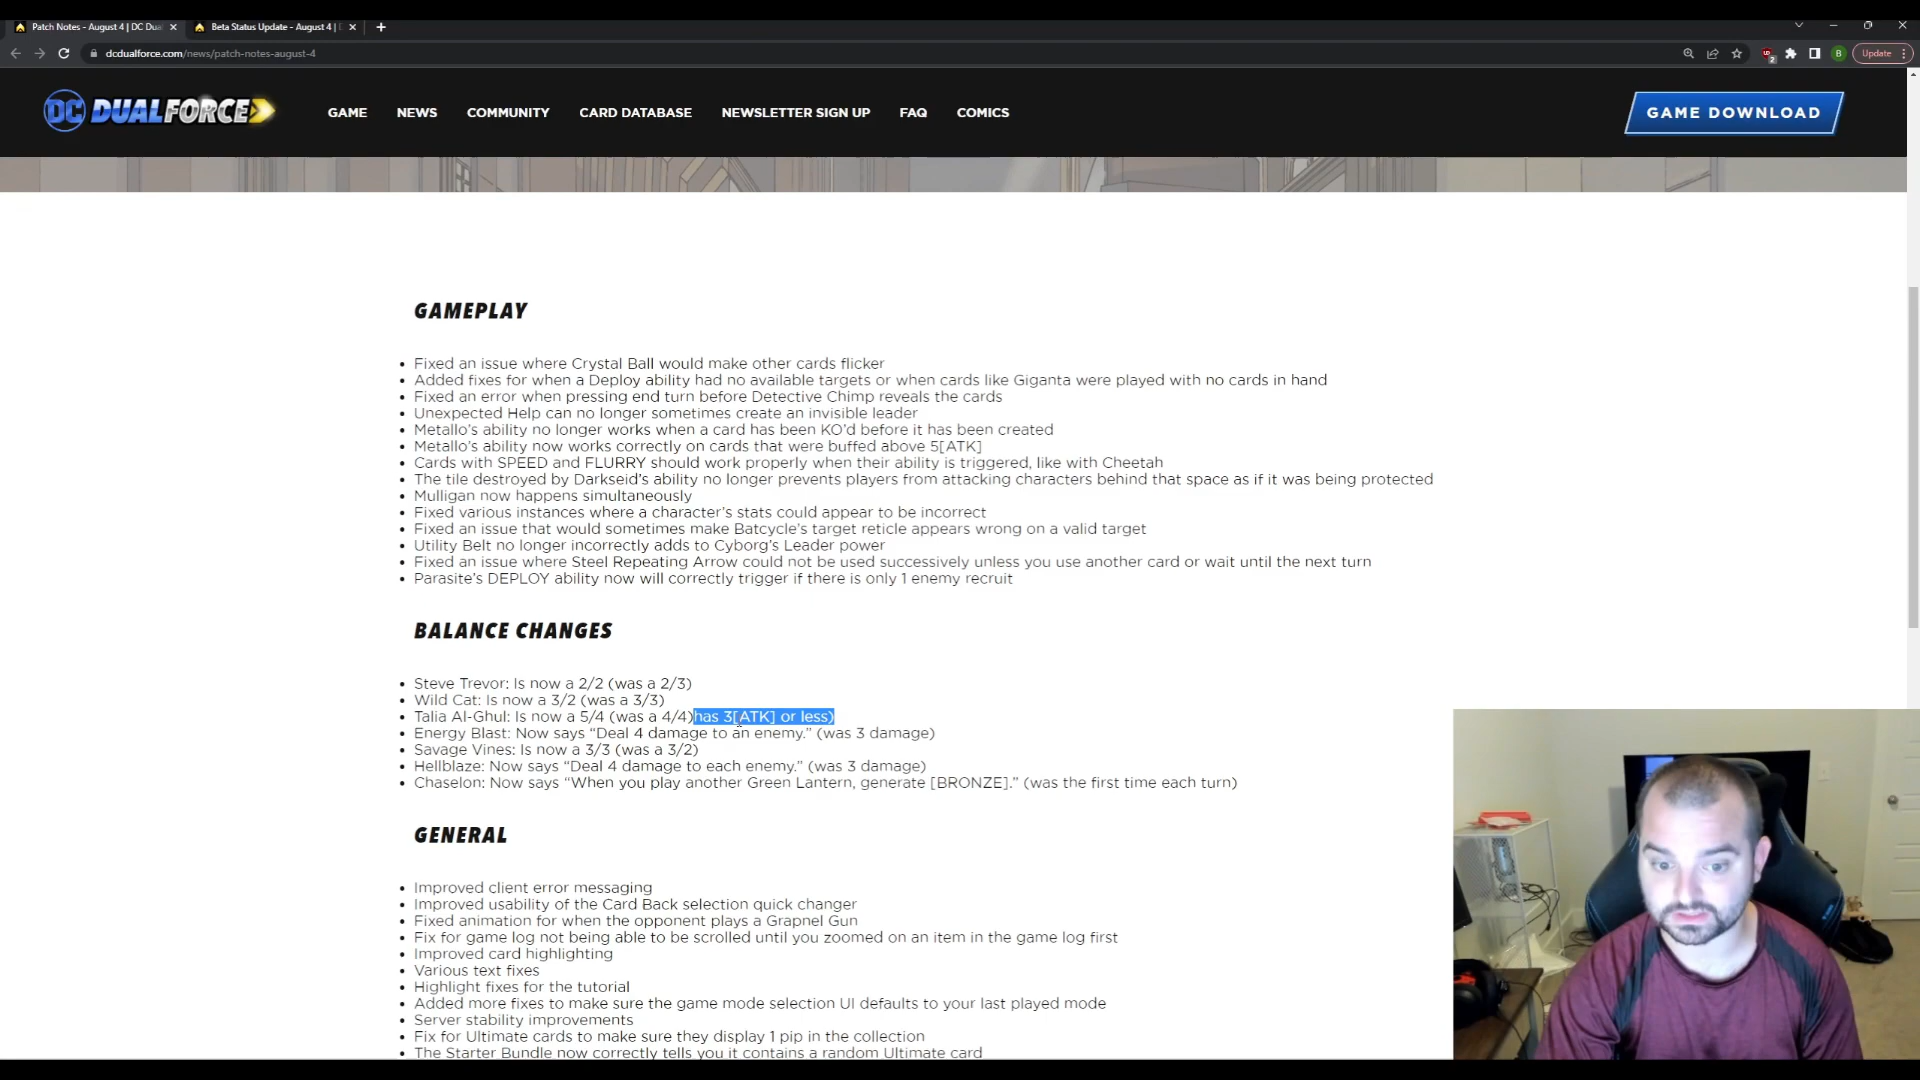 Patch Notes - August 4 | DC Dua
Beta Status Update - August 4 |
dcdualforce.com/news/patch-notes-august-4
B
Update
DC DUALFORCE
GAME
NEWS
COMMUNITY
CARD DATABASE
NEWSLETTER SIGN UP
FAQ
COMICS
GAME DOWNLOAD
GAMEPLAY
• Fixed an issue where Crystal Ball would make other cards flicker
• Added fixes for when a Deploy ability had no available targets or when cards like Giganta were played with no cards in hand
• Fixed an error when pressing end turn before Detective Chimp reveals the cards
• Unexpected Help can no longer sometimes create an invisible leader
• Metallo’s ability no longer works when a card has been KO’d before it has been created
• Metallo’s ability now works correctly on cards that were buffed above 5[ATK]
• Cards with SPEED and FLURRY should work properly when their ability is triggered, like with Cheetah
• The tile destroyed by Darkseid’s ability no longer prevents players from attacking characters behind that space as if it was being protected
• Mulligan now happens simultaneously
• Fixed various instances where a character’s stats could appear to be incorrect
• Fixed an issue that would sometimes make Batcycle’s target reticle appears wrong on a valid target
• Utility Belt no longer incorrectly adds to Cyborg’s Leader power
• Fixed an issue where Steel Repeating Arrow could not be used successively unless you use another card or wait until the next turn
• Parasite’s DEPLOY ability now will correctly trigger if there is only 1 enemy recruit
BALANCE CHANGES
• Steve Trevor: Is now a 2/2 (was a 2/3)
• Wild Cat: Is now a 3/2 (was a 3/3)
• Talia Al-Ghul: Is now a 5/4 (was a 4/4)has 3[ATK] or less)
• Energy Blast: Now says “Deal 4 damage to an enemy.” (was 3 damage)
• Savage Vines: Is now a 3/3 (was a 3/2)
• Hellblaze: Now says “Deal 4 damage to each enemy.” (was 3 damage)
• Chaselon: Now says “When you play another Green Lantern, generate [BRONZE].” (was the first time each turn)
GENERAL
• Improved client error messaging
• Improved usability of the Card Back selection quick changer
• Fixed animation for when the opponent plays a Grapnel Gun
• Fix for game log not being able to be scrolled until you zoomed on an item in the game log first
• Improved card highlighting
• Various text fixes
• Highlight fixes for the tutorial
• Added more fixes to make sure the game mode selection UI defaults to your last played mode
• Server stability improvements
• Fix for Ultimate cards to make sure they display 1 pip in the collection
• The Starter Bundle now correctly tells you it contains a random Ultimate card